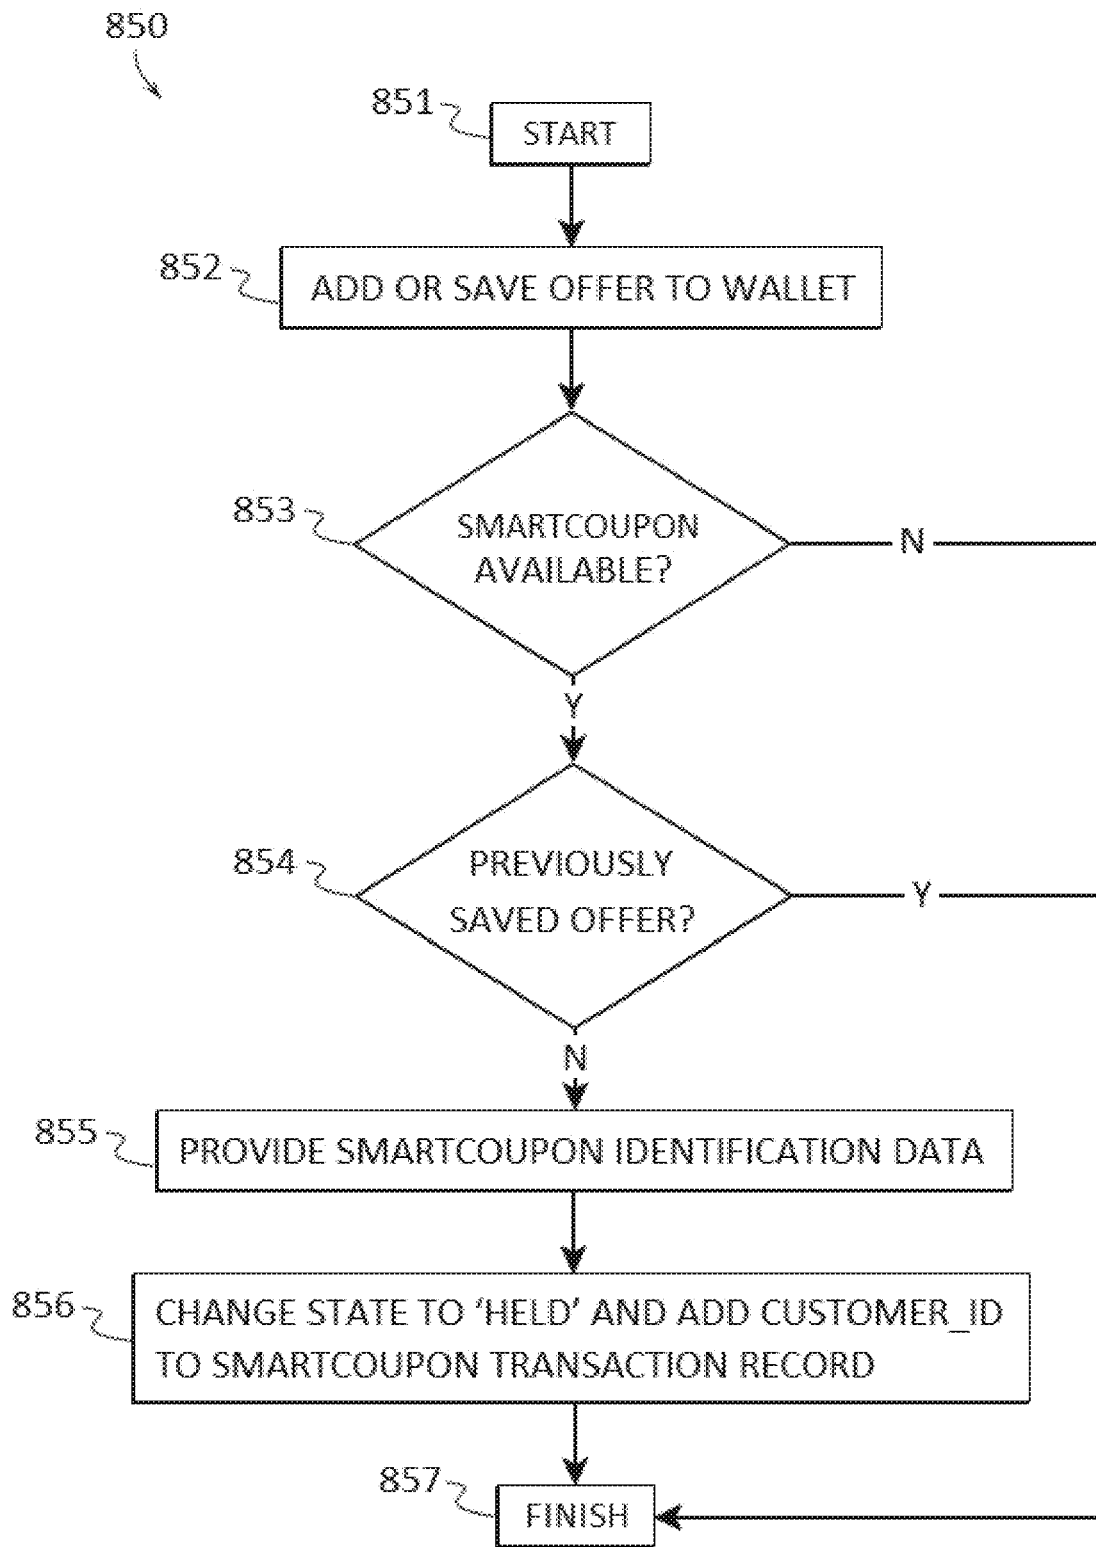 850
851
START
852
ADD OR SAVE OFFER TO WALLET
853
SMARTCOUPON
AVAILABLE?
N
Y
854
PREVIOUSLY
SAVED OFFER?
Y
N
855
PROVIDE SMARTCOUPON IDENTIFICATION DATA
856
CHANGE STATE TO 'HELD' AND ADD CUSTOMER_ID
TO SMARTCOUPON TRANSACTION RECORD
857
FINISH